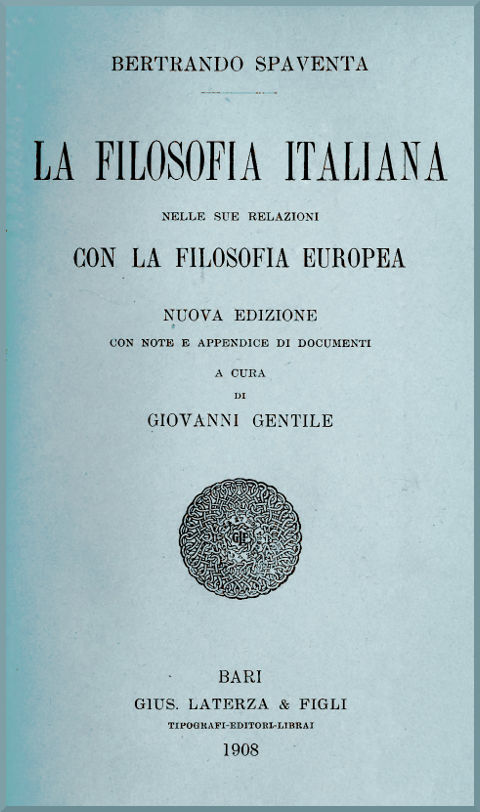 BERTRANDO SPAVENTA
LA FILOSOFIA ITALIANA
NELLE SUE RELAZIONI
CON LA FILOSOFIA EUROPEA
NUOVA EDIZIONE
CON NOTE E APPENDICE DI DOCUMENTI
A CURA
DI
GIOVANNI GENTILE
BARI
GIUS. LATERZA & FIGLI
TIPOGRAFI-EDITORI-LIBRAI
1908